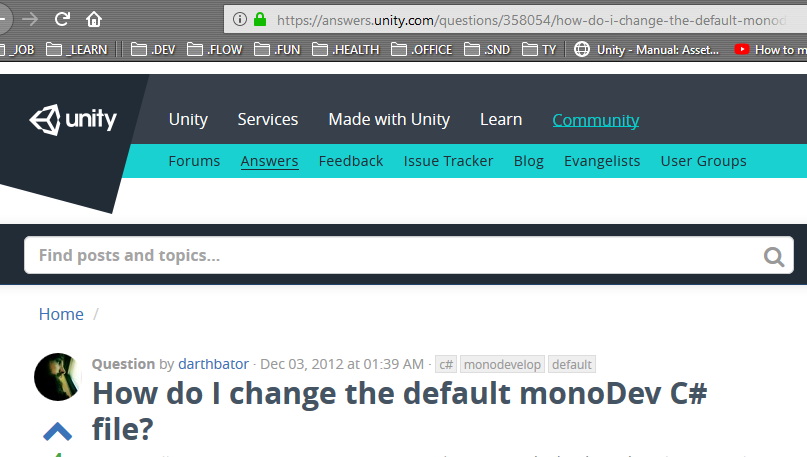 https://answers.unity.com/questions/358054/how-do-i-change-the-default-monod
_JOB _LEARN .DEV .FLOW .FUN .HEALTH .OFFICE .SND TY Unity - Manual: Asset... How to m
unity Unity Services Made with Unity Learn Community
Forums Answers Feedback Issue Tracker Blog Evangelists User Groups
Find posts and topics...
Home /
Question by darthbator · Dec 03, 2012 at 01:39 AM · c# monodevelop default
How do I change the default monoDev C#
file?